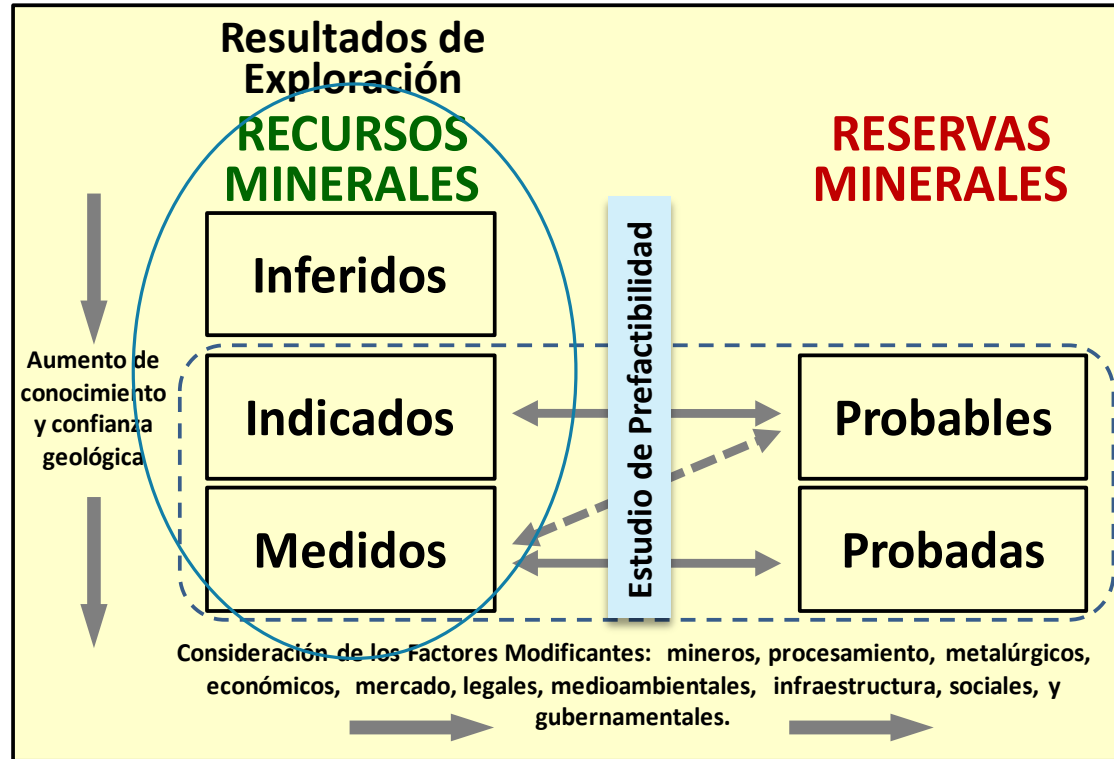 Resultados de
Exploración
RECURSOS
MINERALES
RESERVAS
MINERALES
Inferidos
Aumento de
conocimiento
y confianza
geológica
Indicados
Medidos
Estudio de Prefactibilidad
Probables
Probadas
Consideración de los Factores Modificantes: mineros, procesamiento, metalúrgicos,
económicos, mercado, legales, medioambientales, infraestructura, sociales, y
gubernamentales.